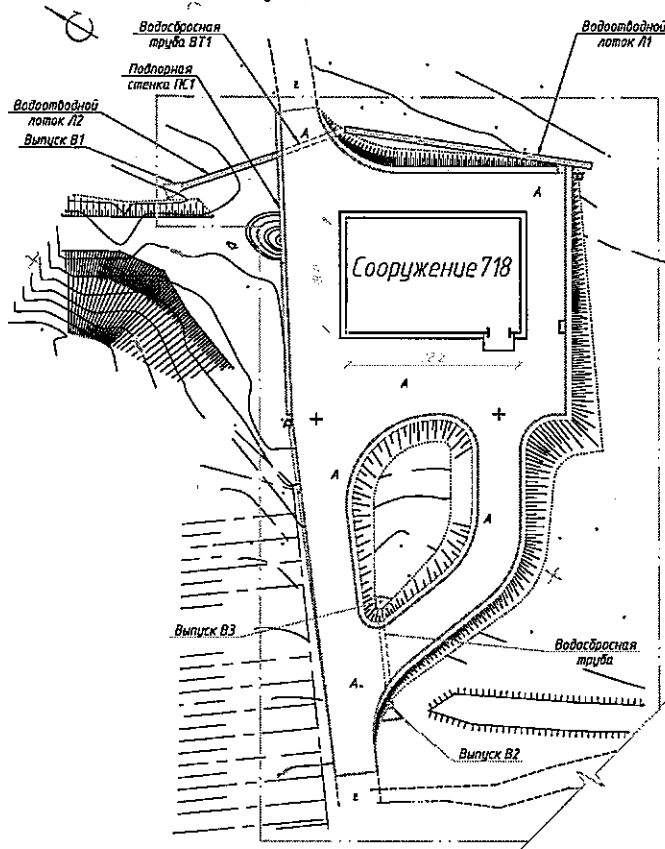 Водосбросная
труба ВТ1
Водоотводной
лоток Л1
Подпорная
стенка ПС1
Водоотводной
лоток Л2
Выпуск В1
г
А
А
Сооружение 718
А
А
А
Выпуск В3
Водосбросная
труба
А
Выпуск В2
г